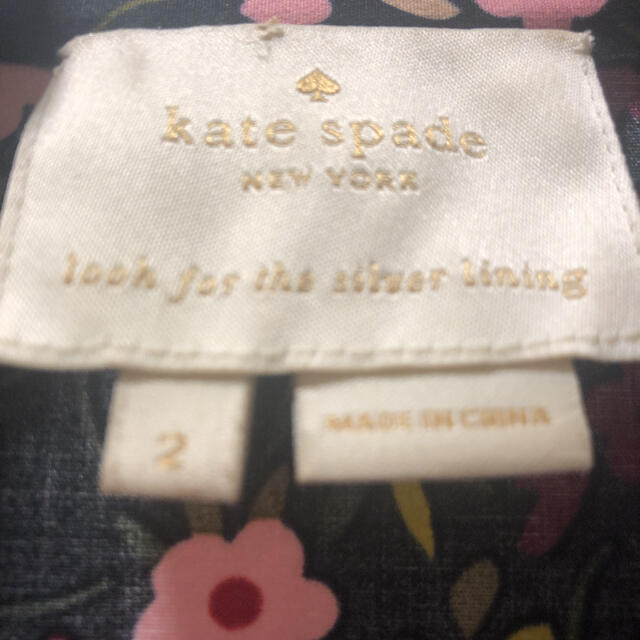 kate spade
NEW YORK
look for the silver lining
2
MADE IN CHINA